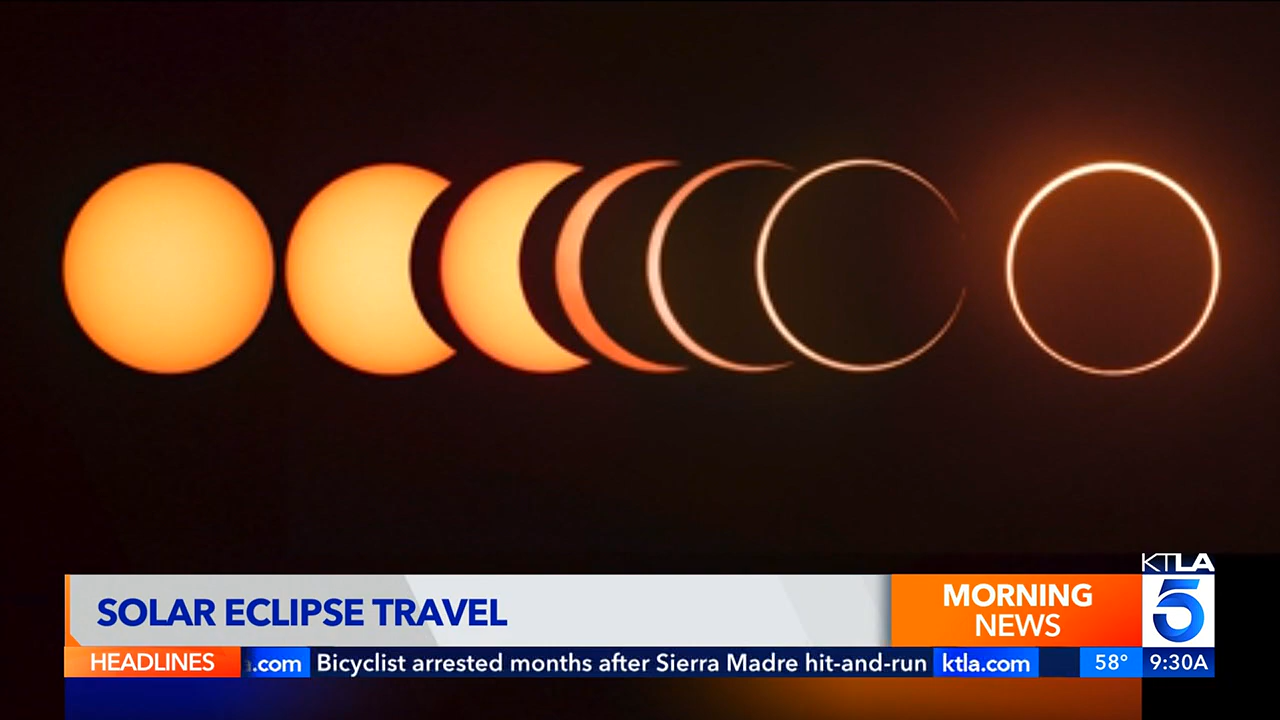 KTLA
5
SOLAR ECLIPSE TRAVEL
MORNING
NEWS
HEADLINES
.com Bicyclist arrested months after Sierra Madre hit-and-run ktla.com
58° 9:30A